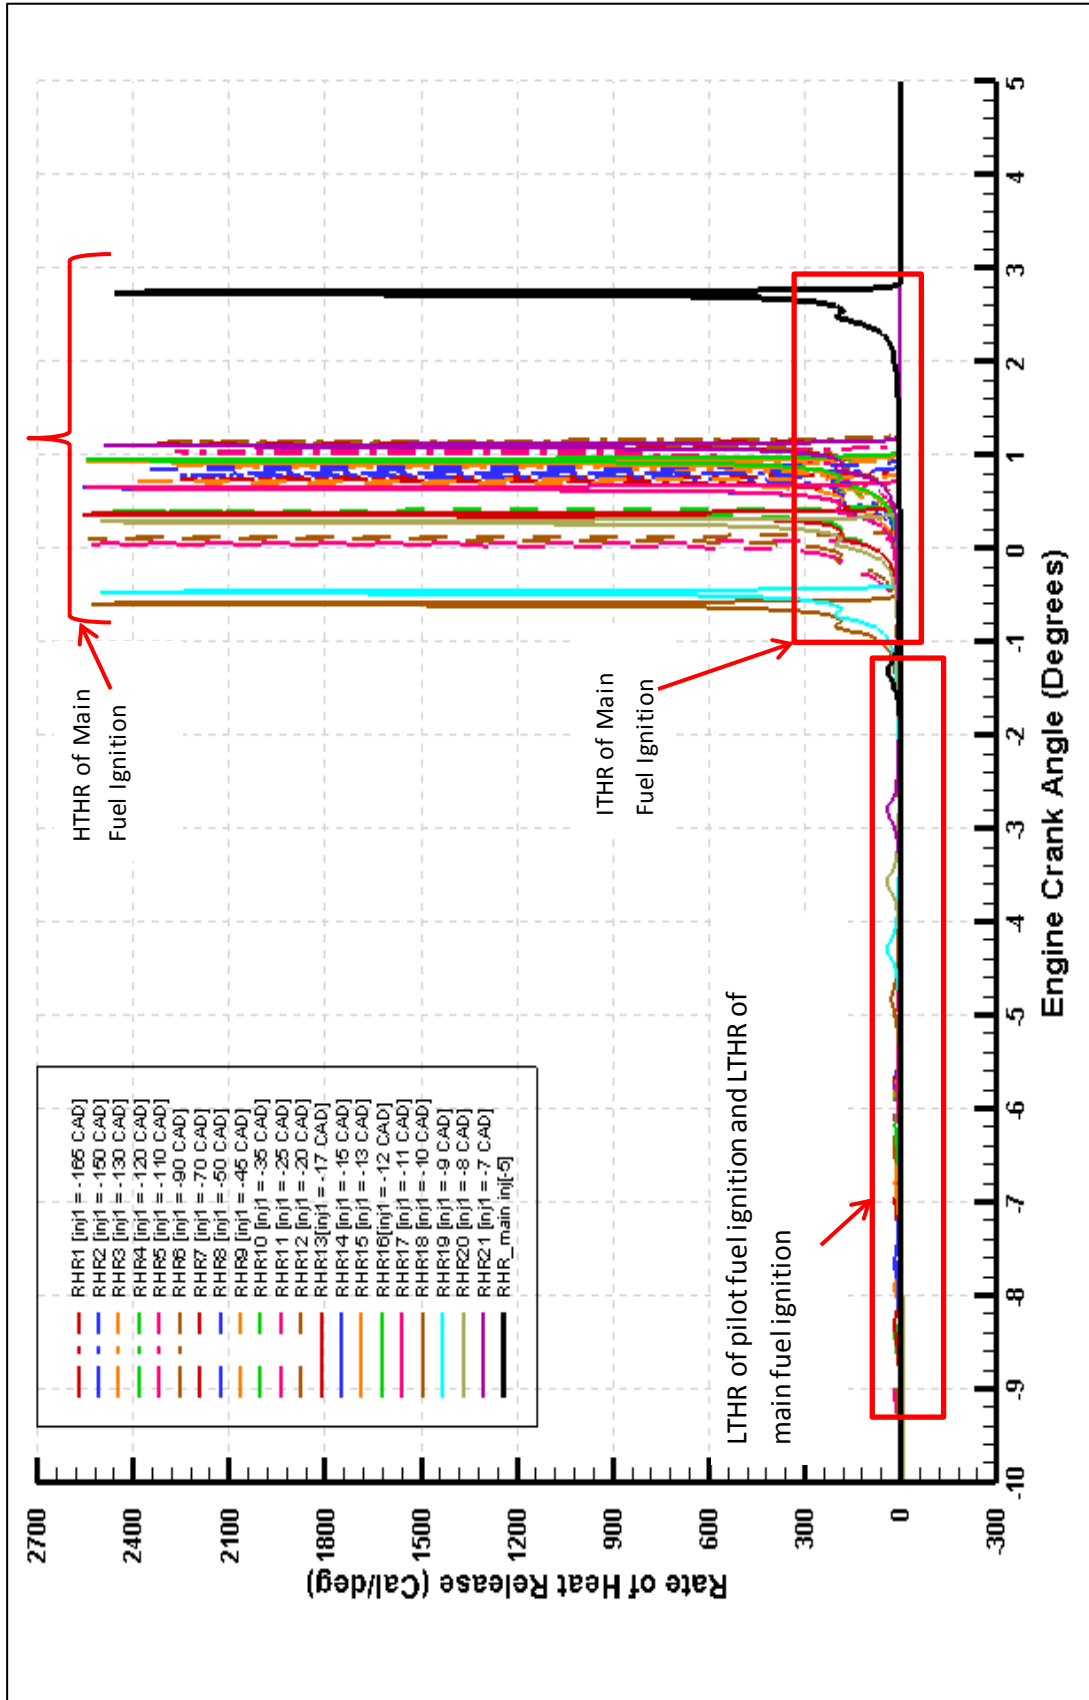 HTHR of Main
Fuel Ignition
ITHR of Main
Fuel Ignition
LTHR of pilot fuel ignition and LTHR of
main fuel ignition
RHR1 [inj1 = -165 CAD]
RHR2 [inj1 = -150 CAD]
RHR3 [inj1 = -130 CAD]
RHR4 [inj1 = -120 CAD]
RHR5 [inj1 = -110 CAD]
RHR6 [inj1 = -90 CAD]
RHR7 [inj1 = -70 CAD]
RHR8 [inj1 = -50 CAD]
RHR9 [inj1 = -45 CAD]
RHR10 [inj1 = -35 CAD]
RHR11 [inj1 = -25 CAD]
RHR12 [inj1 = -20 CAD]
RHR13[inj1 = -17 CAD]
RHR14 [inj1 = -15 CAD]
RHR15 [inj1 = -13 CAD]
RHR16[inj1 = -12 CAD]
RHR17 [inj1 = -11 CAD]
RHR18 [inj1 = -10 CAD]
RHR19 [inj1 = -9 CAD]
RHR20 [inj1 = -8 CAD]
RHR21 [inj1 = -7 CAD]
RHR_main inj[-5]
2700
2400
2100
1800
1500
1200
900
600
300
0
-300
Rate of Heat Release (Cal/deg)
-10 -9 -8 -7 -6 -5 -4 -3 -2 -1 0 1 2 3 4 5
Engine Crank Angle (Degrees)